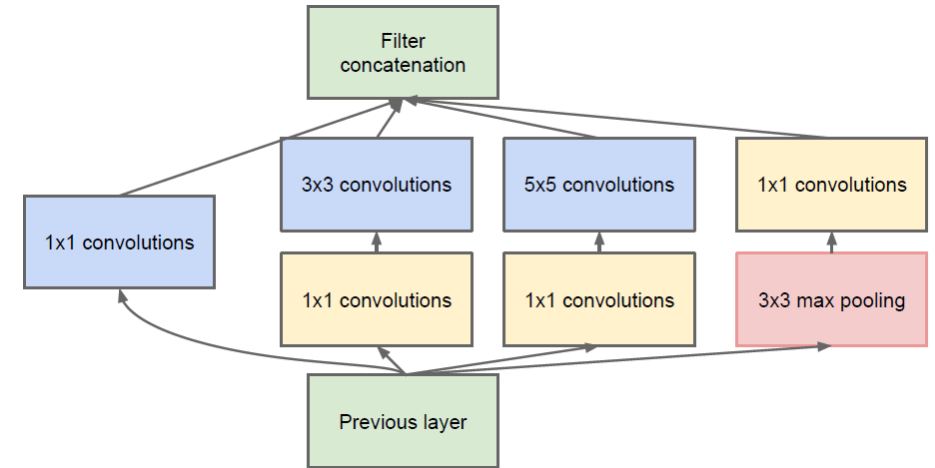 Filter
concatenation
3x3 convolutions
5x5 convolutions
1x1 convolutions
1x1 convolutions
1x1 convolutions
1x1 convolutions
3x3 max pooling
Previous layer